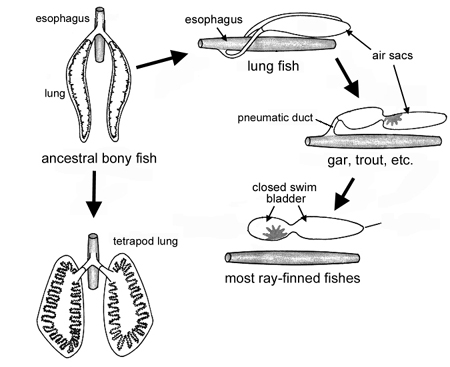 esophagus
esophagus
lung
lung fish
air sacs
ancestral bony fish
pneumatic duct
gar, trout, etc.
closed swim
bladder
tetrapod lung
most ray-finned fishes